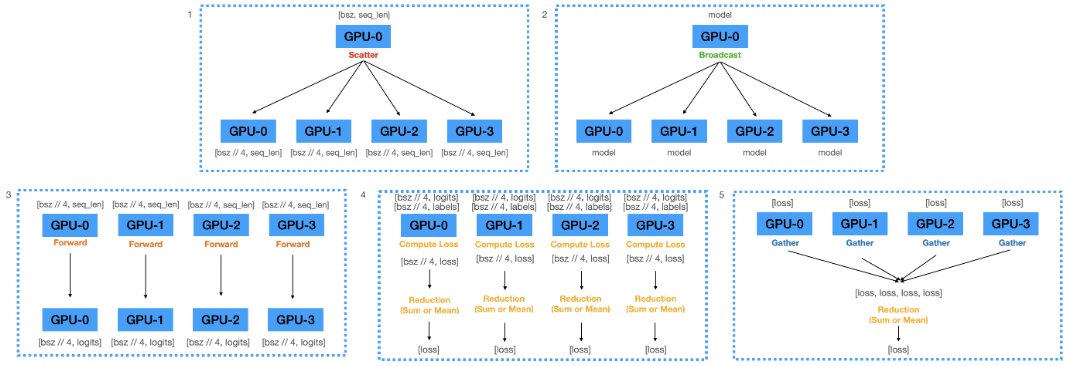 1
[bsz, seq_len]
GPU-0
Scatter
GPU-0 GPU-1 GPU-2 GPU-3
[bsz // 4, seq_len] [bsz // 4, seq_len] [bsz // 4, seq_len] [bsz // 4, seq_len]
2
model
GPU-0
Broadcast
GPU-0 GPU-1 GPU-2 GPU-3
model model model model
3
[bsz // 4, seq_len] [bsz // 4, seq_len] [bsz // 4, seq_len] [bsz // 4, seq_len]
GPU-0 GPU-1 GPU-2 GPU-3
Forward Forward Forward Forward
GPU-0 GPU-1 GPU-2 GPU-3
[bsz // 4, logits] [bsz // 4, logits] [bsz // 4, logits] [bsz // 4, logits]
4
[bsz // 4, logits] [bsz // 4, logits] [bsz // 4, logits] [bsz // 4, logits]
[bsz // 4, labels] [bsz // 4, labels] [bsz // 4, labels] [bsz // 4, labels]
GPU-0 GPU-1 GPU-2 GPU-3
Compute Loss Compute Loss Compute Loss Compute Loss
[bsz // 4, loss] [bsz // 4, loss] [bsz // 4, loss] [bsz // 4, loss]
Reduction Reduction Reduction Reduction
(Sum or Mean) (Sum or Mean) (Sum or Mean) (Sum or Mean)
[loss] [loss] [loss] [loss]
5
[loss] [loss] [loss] [loss]
GPU-0 GPU-1 GPU-2 GPU-3
Gather Gather Gather Gather
[loss, loss, loss, loss]
Reduction
(Sum or Mean)
[loss]